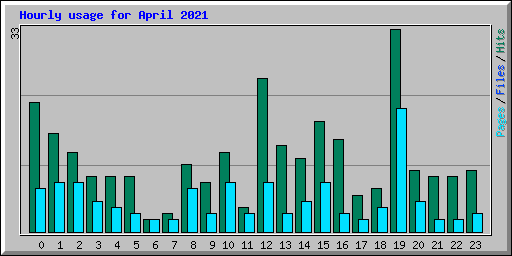 Hourly usage for April 2021
33
Pages/Files/Hits
0 1 2 3 4 5 6 7 8 9 10 11 12 13 14 15 16 17 18 19 20 21 22 23